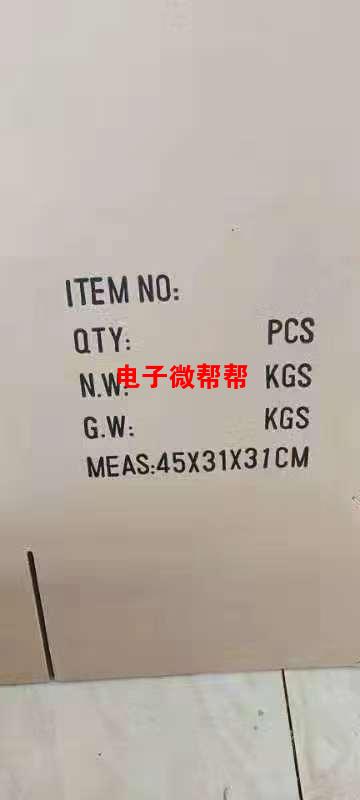 ITEM NO:
QTY: PCS
N.W: KGS
电子微帮帮
G.W: KGS
MEAS:45X31X31CM